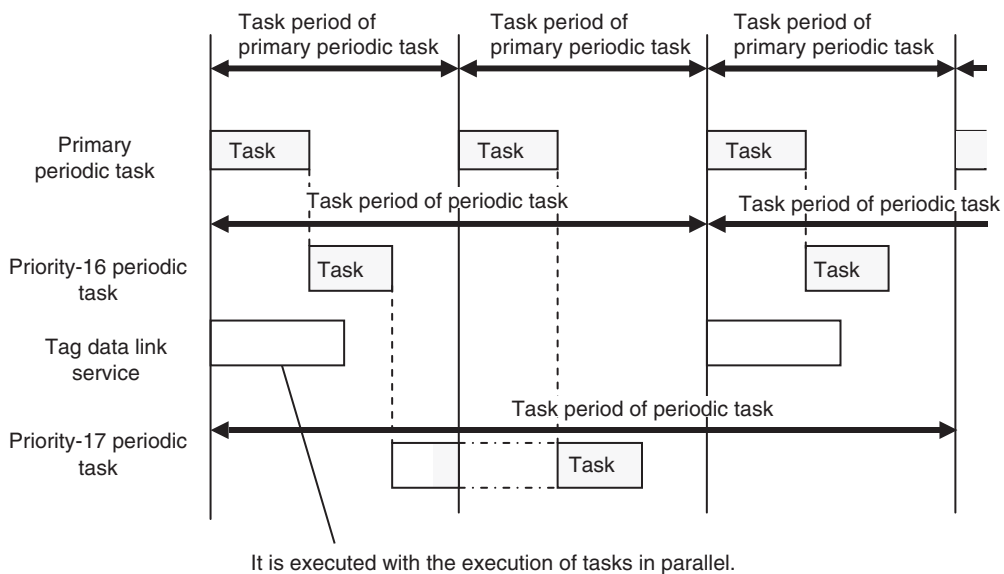 Task period of
primary periodic task
Task period of
primary periodic task
Task period of
primary periodic task
Primary
periodic task
Task
Task
Task
Task period of periodic task
Task period of periodic task
Priority-16 periodic
task
Task
Task
Tag data link
service
Task period of periodic task
Priority-17 periodic
task
Task
It is executed with the execution of tasks in parallel.